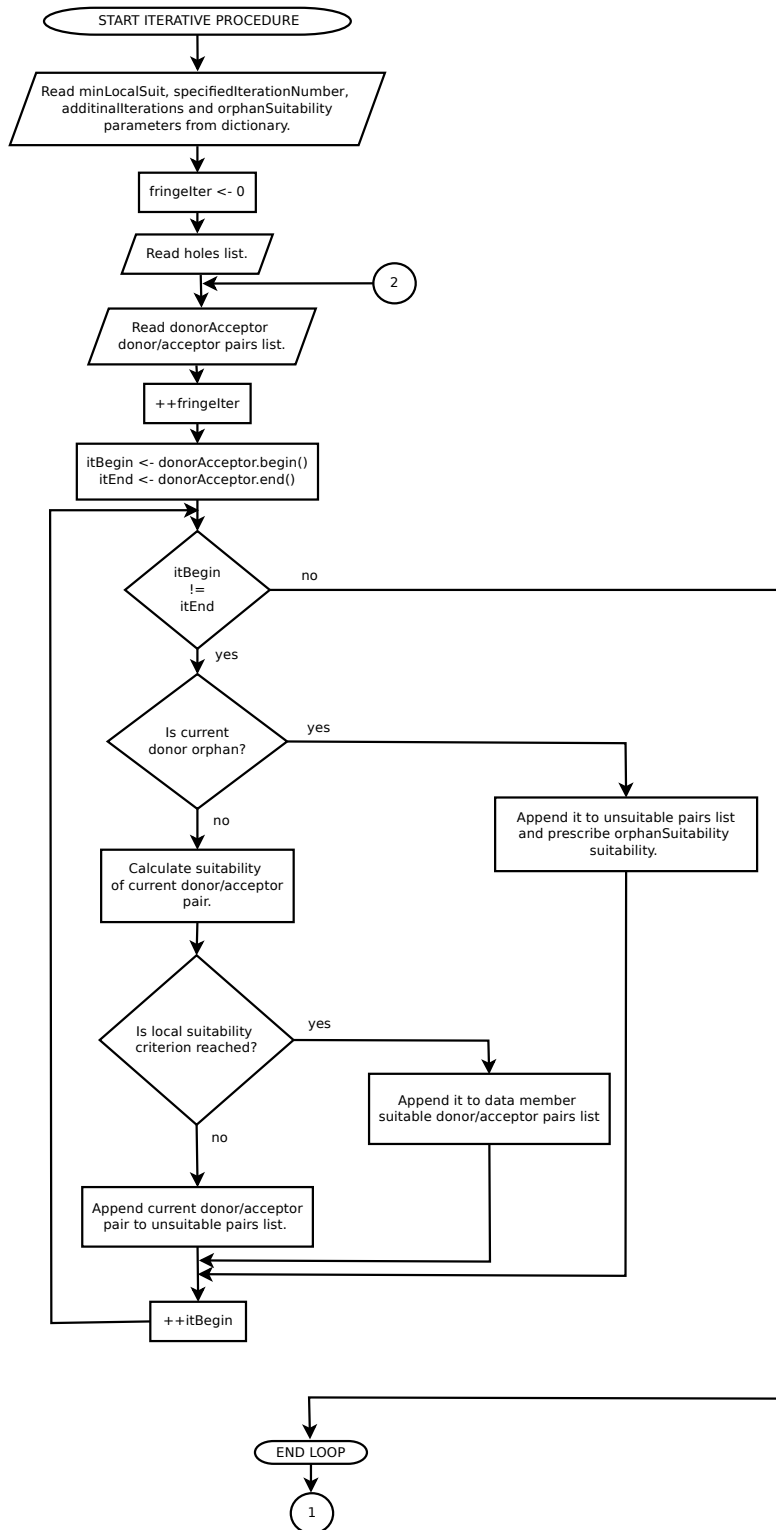 START ITERATIVE PROCEDURE
Read minLocalSuit, specifiedIterationNumber,
additinalIterations and orphanSuitability
parameters from dictionary.
fringeIter <- 0
Read holes list.
2
Read donorAcceptor
donor/acceptor pairs list.
++fringeIter
itBegin <- donorAcceptor.begin()
itEnd <- donorAcceptor.end()
itBegin
!=
itEnd
no
yes
Is current
donor orphan?
yes
no
Append it to unsuitable pairs list
and prescribe orphanSuitability
suitability.
Calculate suitability
of current donor/acceptor
pair.
Is local suitability
criterion reached?
yes
no
Append it to data member
suitable donor/acceptor pairs list
Append current donor/acceptor
pair to unsuitable pairs list.
++itBegin
END LOOP
1